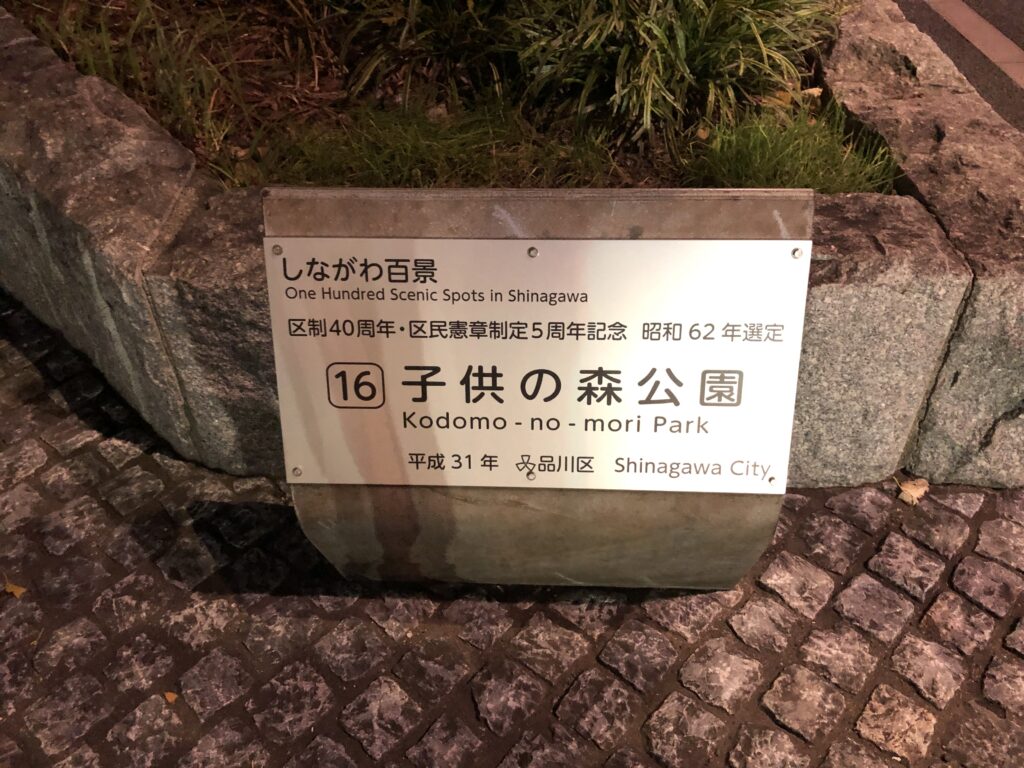 しながわ百景
One Hundred Scenic Spots in Shinagawa
区制40周年・区民憲章制定5周年記念 昭和62年選定
16 子供の森公園
Kodomo-no-mori Park
平成31年 品川区 Shinagawa City